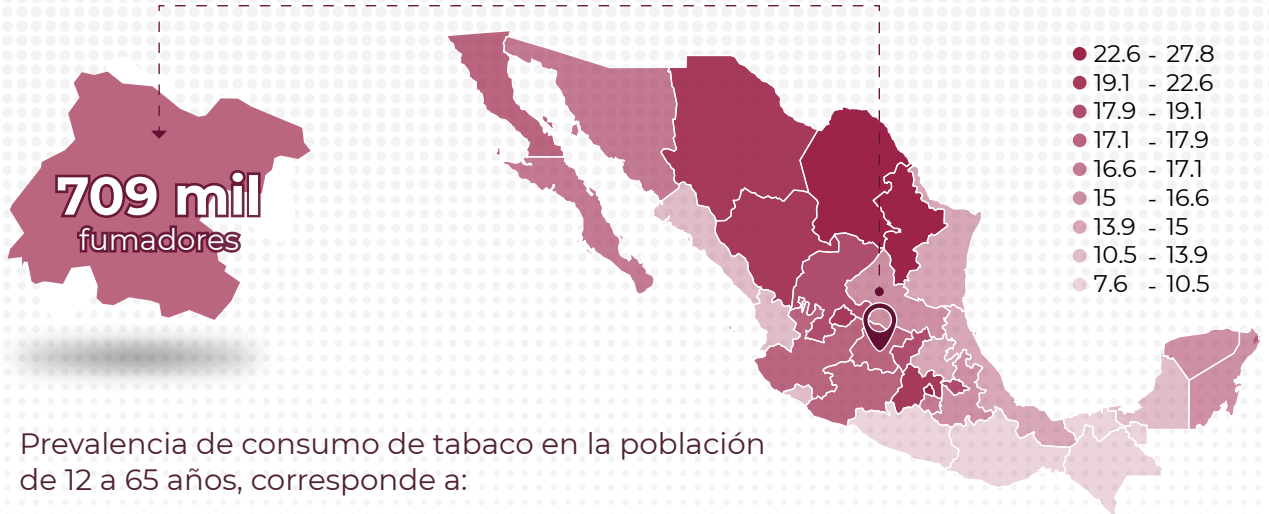 709 mil
fumadores
22.6 - 27.8
19.1 - 22.6
17.9 - 19.1
17.1 - 17.9
16.6 - 17.1
15 - 16.6
13.9 - 15
10.5 - 13.9
7.6 - 10.5
Prevalencia de consumo de tabaco en la población
de 12 a 65 años, corresponde a: